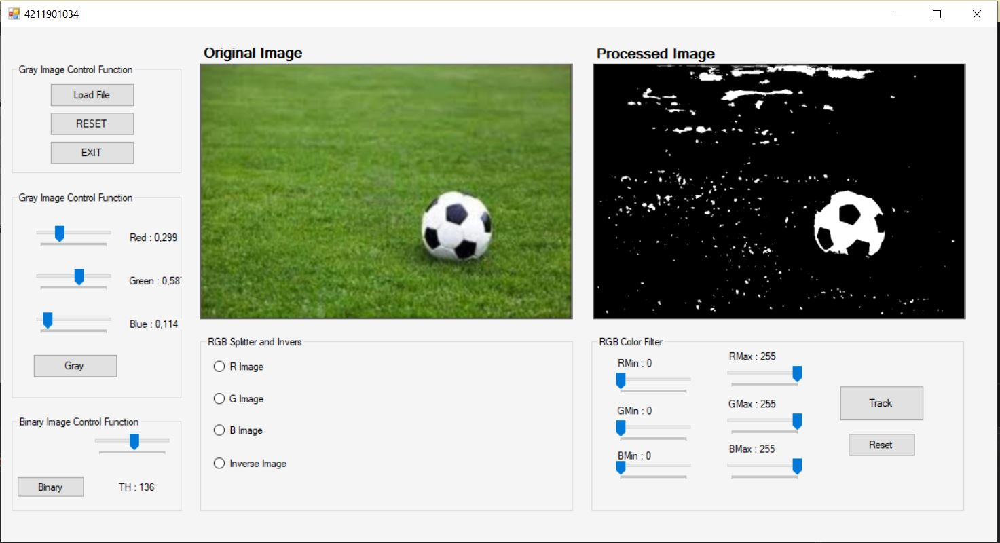 4211901034
Original Image
Processed Image
Gray Image Control Function
Load File
RESET
EXIT
Gray Image Control Function
Red : 0,299
Green : 0,58
Blue : 0,114
Gray
Binary Image Control Function
Binary
TH : 136
RGB Splitter and Invers
R Image
G Image
B Image
Inverse Image
RGB Color Filter
RMin : 0
RMax : 255
GMin : 0
GMax : 255
BMin : 0
BMax : 255
Track
Reset